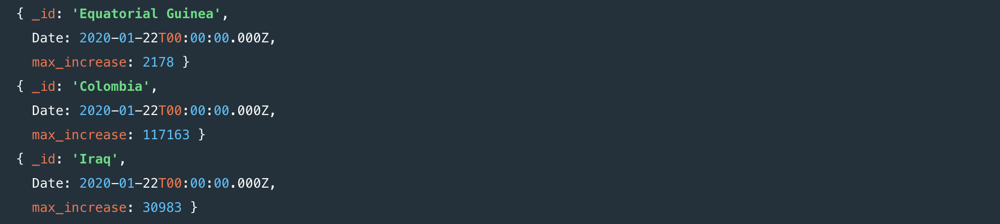 { _id: 'Equatorial Guinea',
Date: 2020-01-22T00:00:00.000Z,
max_increase: 2178 }
{ _id: 'Colombia',
Date: 2020-01-22T00:00:00.000Z,
max_increase: 117163 }
{ _id: 'Iraq',
Date: 2020-01-22T00:00:00.000Z,
max_increase: 30983 }